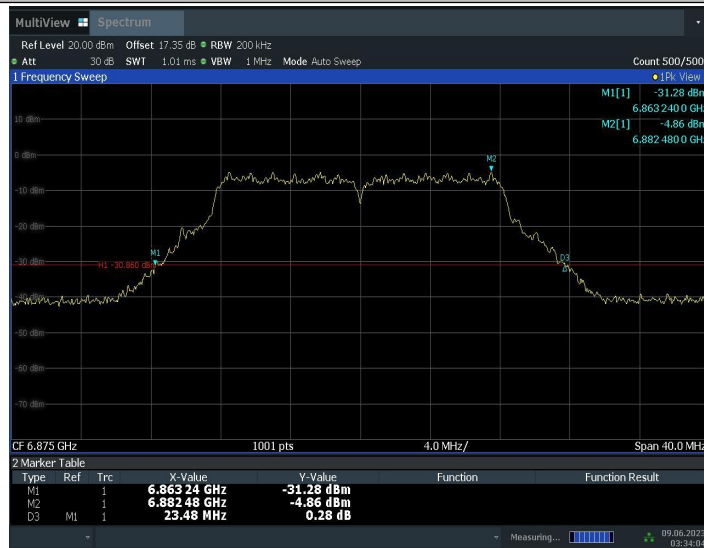 MultiView Spectrum
Ref Level 20.00 dBm Offset 17.35 dB RBW 200 kHz
Att 30 dB SWT 1.01 ms VBW 1 MHz Mode Auto Sweep Count 500/500
1 Frequency Sweep 1Pk View
M1[1] -31.28 dBm
6.863 240 0 GHz
M2[1] -4.86 dBm
6.882 480 0 GHz
10 dBm
0 dBm
M2
-10 dBm
-20 dBm
M1
D3
-30 dBm
H1 -30.860 dBm
-40 dBm
-50 dBm
-60 dBm
-70 dBm
CF 6.875 GHz 1001 pts 4.0 MHz/ Span 40.0 MHz
2 Marker Table
Type Ref Trc X-Value Y-Value Function Function Result
M1 1 6.863 24 GHz -31.28 dBm
M2 1 6.882 48 GHz -4.86 dBm
D3 M1 1 23.48 MHz 0.28 dB
Measuring... 09.06.2023
03:34:04